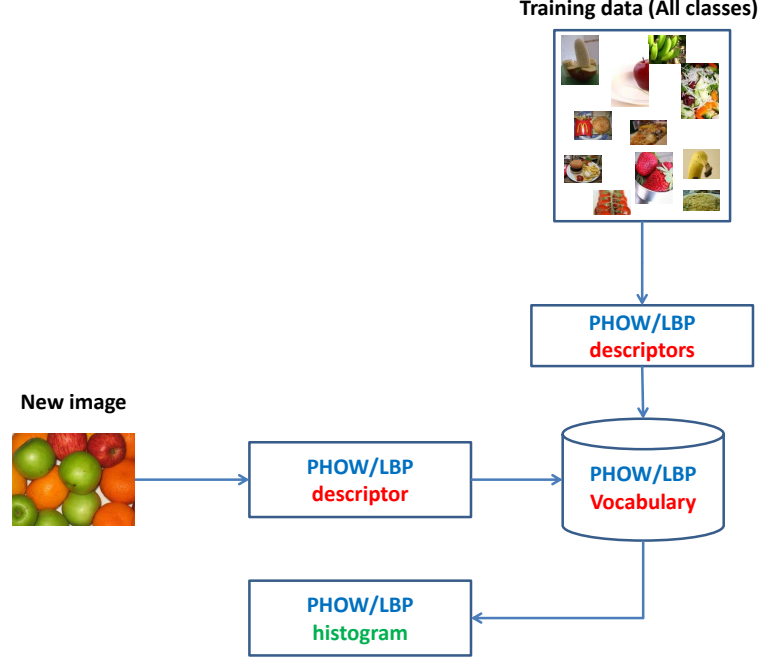 Training data (All classes)
PHOW/LBP
descriptors
New image
PHOW/LBP
descriptor
PHOW/LBP
Vocabulary
PHOW/LBP
histogram